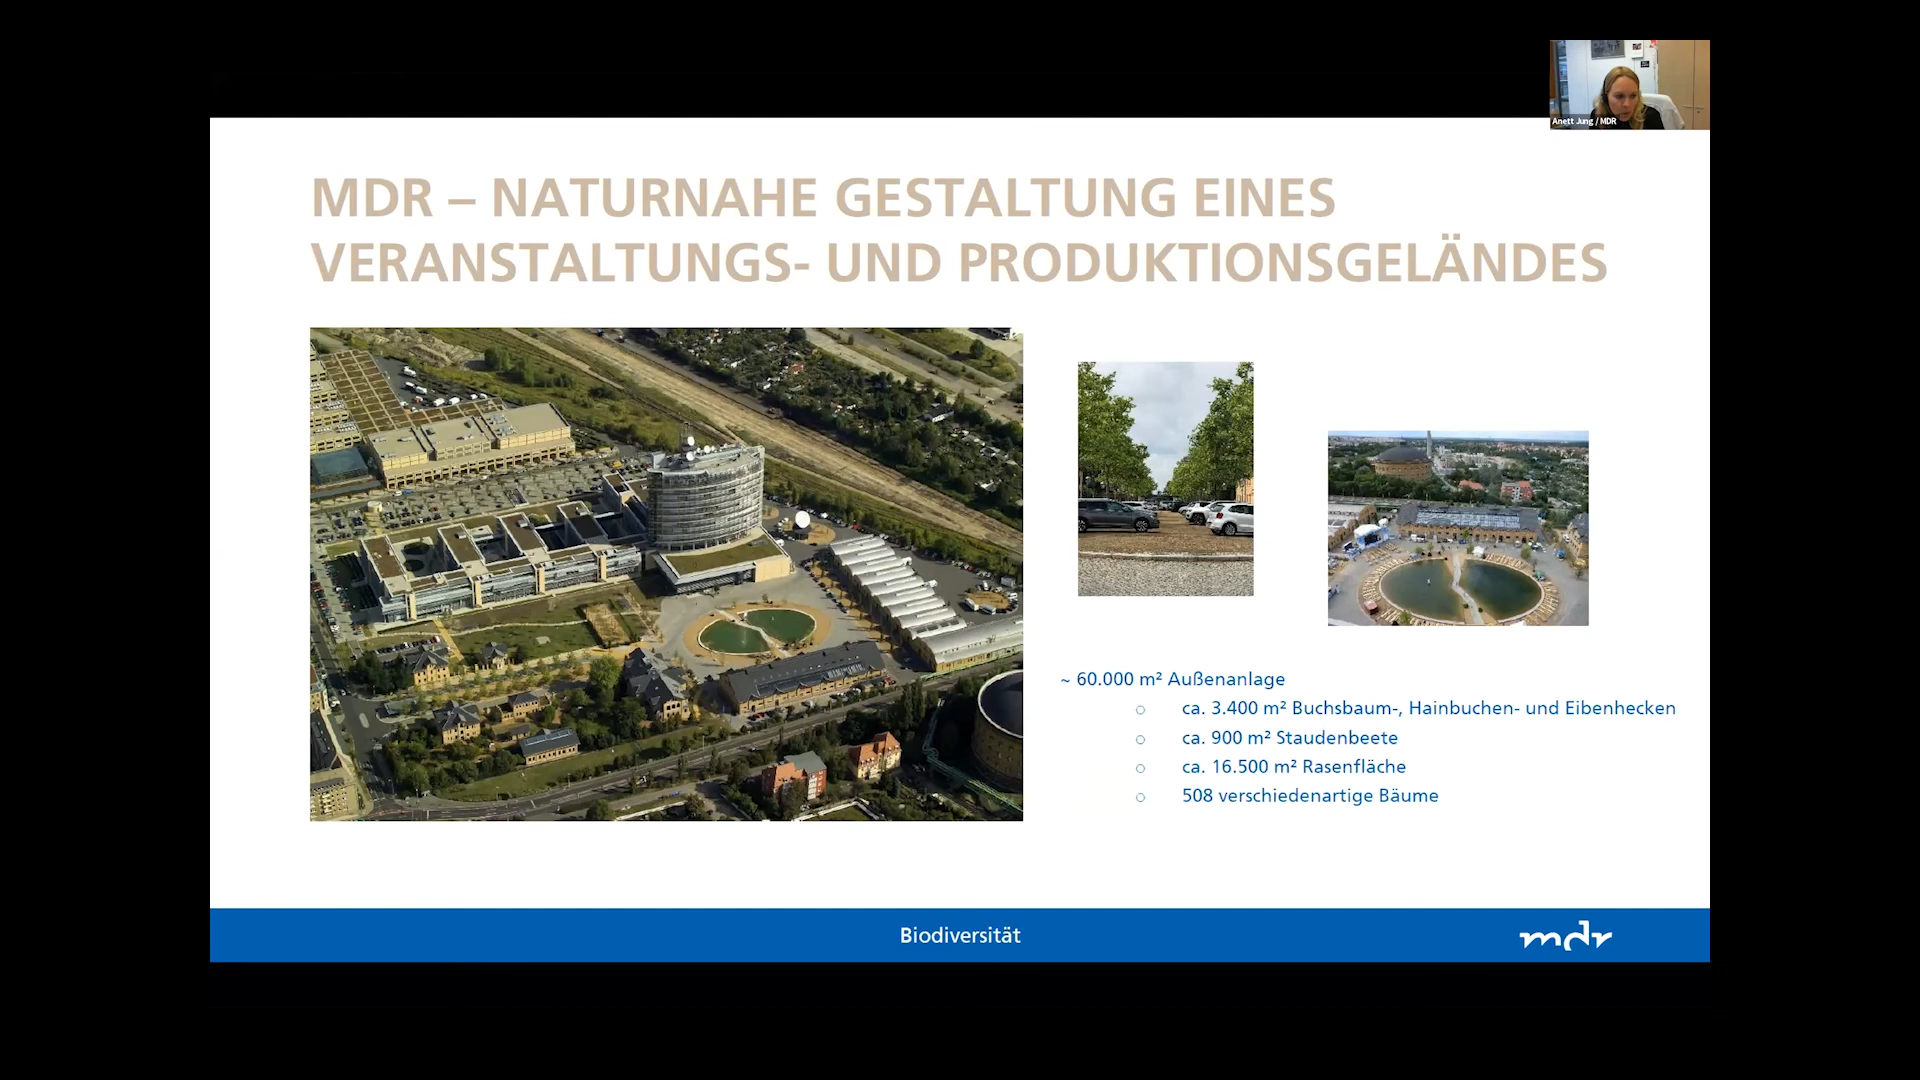 Anett Jung / MDR
MDR – NATURNAHE GESTALTUNG EINES
VERANSTALTUNGS- UND PRODUKTIONSGELÄNDES
~ 60.000 m² Außenanlage
○ ca. 3.400 m² Buchsbaum-, Hainbuchen- und Eibenhecken
○ ca. 900 m² Staudenbeete
○ ca. 16.500 m² Rasenfläche
○ 508 verschiedenartige Bäume
Biodiversität
mdr